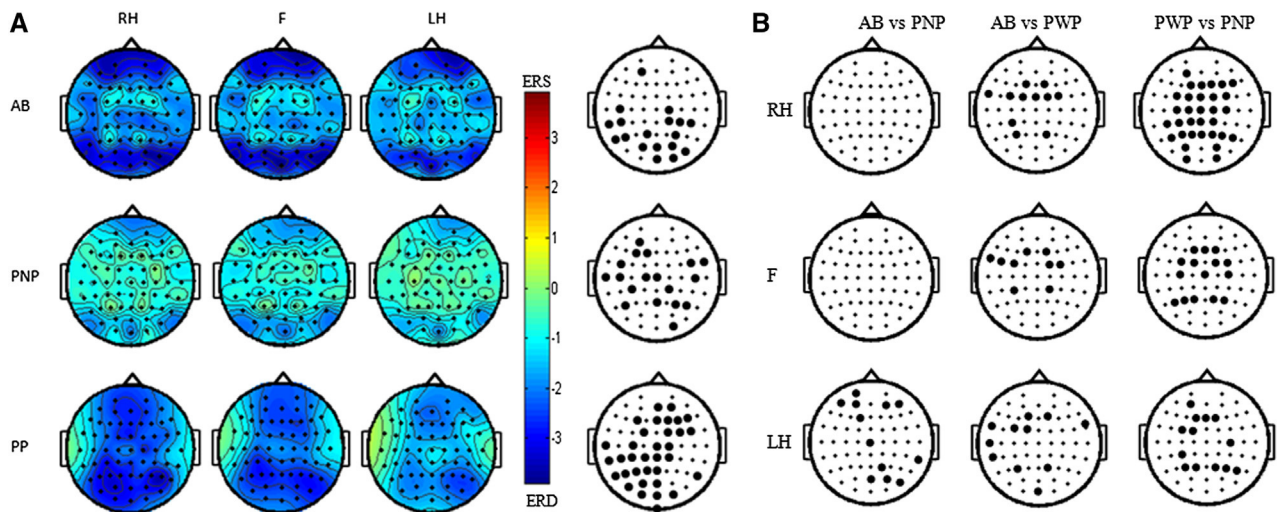 A
RH F LH
B
AB vs PNP AB vs PWP PWP vs PNP
AB
ERS
3
2
1
0
-1
-2
-3
ERD
RH
PNP
F
PP
LH